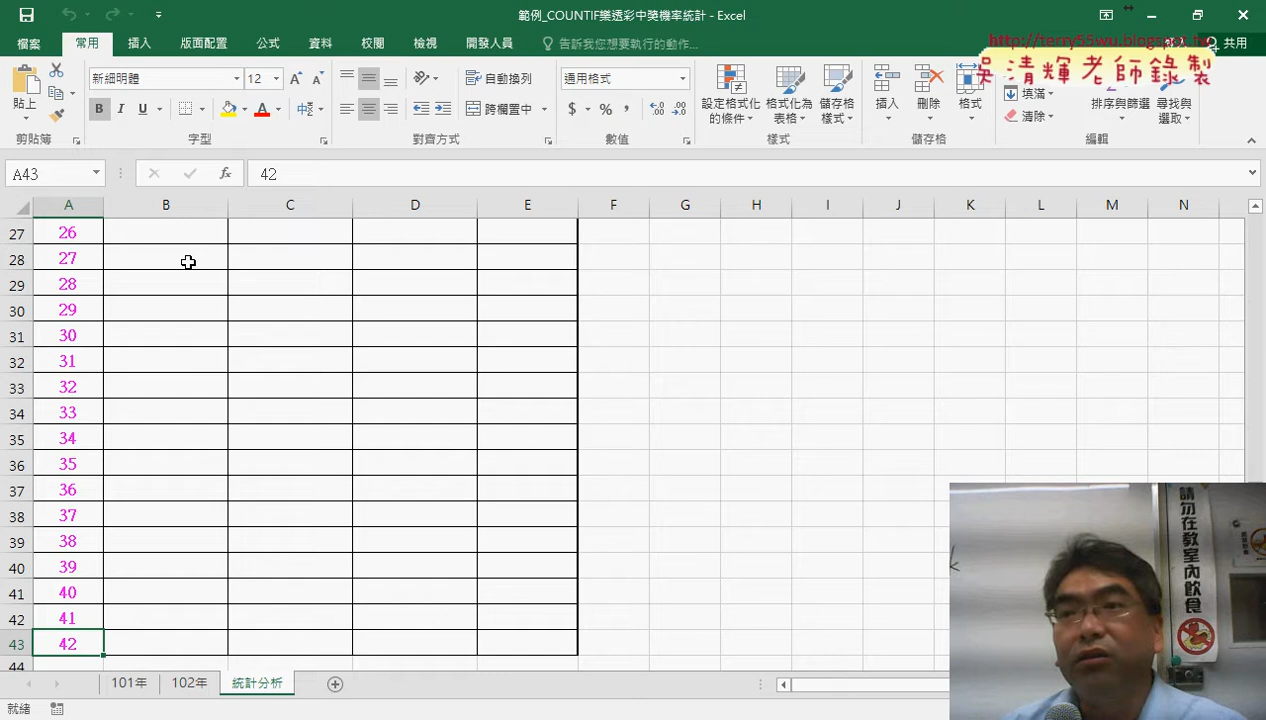 範例_COUNTIF樂透彩中獎機率統計 - Excel
檔案 常用 插入 版面配置 公式 資料 校閱 檢視 開發人員 告訴我您想要執行的動作... 共用
http://terry55wu.blogspot.tw
吳清輝老師錄製
新細明體 12 自動換列 通用格式
貼上 B I U 跨欄置中 $ % , 設定格式化的條件 格式化為表格 儲存格樣式 插入 刪除 格式 填滿 清除 排序與篩選 尋找與選取
剪貼簿 字型 對齊方式 數值 樣式 儲存格 編輯
A43 fx 42
A B C D E F G H I J K L M N
27 26
28 27
29 28
30 29
31 30
32 31
33 32
34 33
35 34
36 35
37 36
38 37
39 38
40 39
41 40
42 41
43 42
44
請勿在教室內飲食
101年 102年 統計分析
就緒